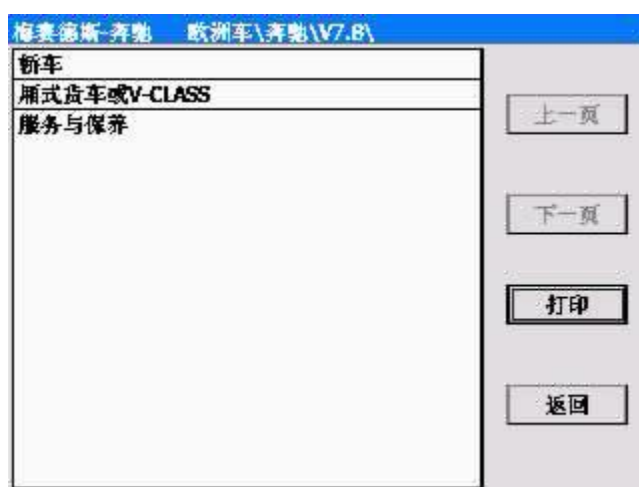 梅赛德斯-奔驰 欧洲车\奔驰\V7.8\
轿车
厢式货车或V-CLASS
服务与保养
上一页
下一页
打印
返回